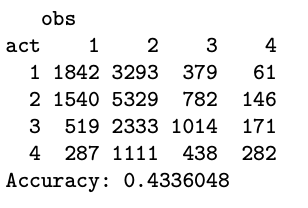 obs
act 1 2 3 4
1 1842 3293 379 61
2 1540 5329 782 146
3 519 2333 1014 171
4 287 1111 438 282
Accuracy: 0.4336048